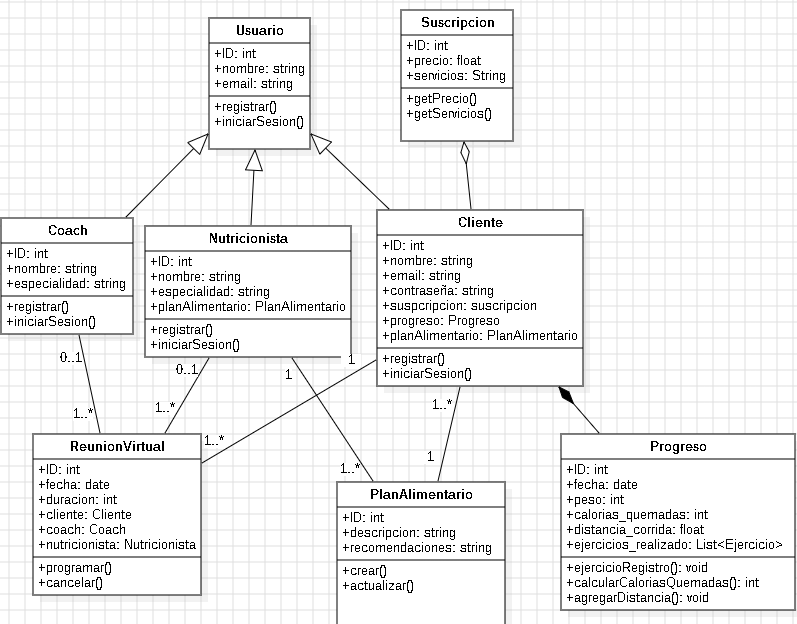 Usuario
+ID: int
+nombre: string
+email: string
+registrar()
+iniciarSesion()
Suscripcion
+ID: int
+precio: float
+servicios: String
+getPrecio()
+getServicios()
Coach
+ID: int
+nombre: string
+especialidad: string
+registrar()
+iniciarSesion()
Nutricionista
+ID: int
+nombre: string
+especialidad: string
+planAlimentario: PlanAlimentario
+registrar()
+iniciarSesion()
Cliente
+ID: int
+nombre: string
+email: string
+contraseña: string
+suspcripcion: suscripcion
+progreso: Progreso
+planAlimentario: PlanAlimentario
+registrar()
+iniciarSesion()
0..1
1..*
0..1
1..*
1
1..*
1
1..*
1..*
1
ReunionVirtual
+ID: int
+fecha: date
+duracion: int
+cliente: Cliente
+coach: Coach
+nutricionista: Nutricionista
+programar()
+cancelar()
PlanAlimentario
+ID: int
+descripcion: string
+recomendaciones: string
+crear()
+actualizar()
Progreso
+ID: int
+fecha: date
+peso: int
+calorias_quemadas: int
+distancia_corrida: float
+ejercicios_realizado: List<Ejercicio>
+ejercicioRegistro(): void
+calcularCaloriasQuemadas(): int
+agregarDistancia(): void